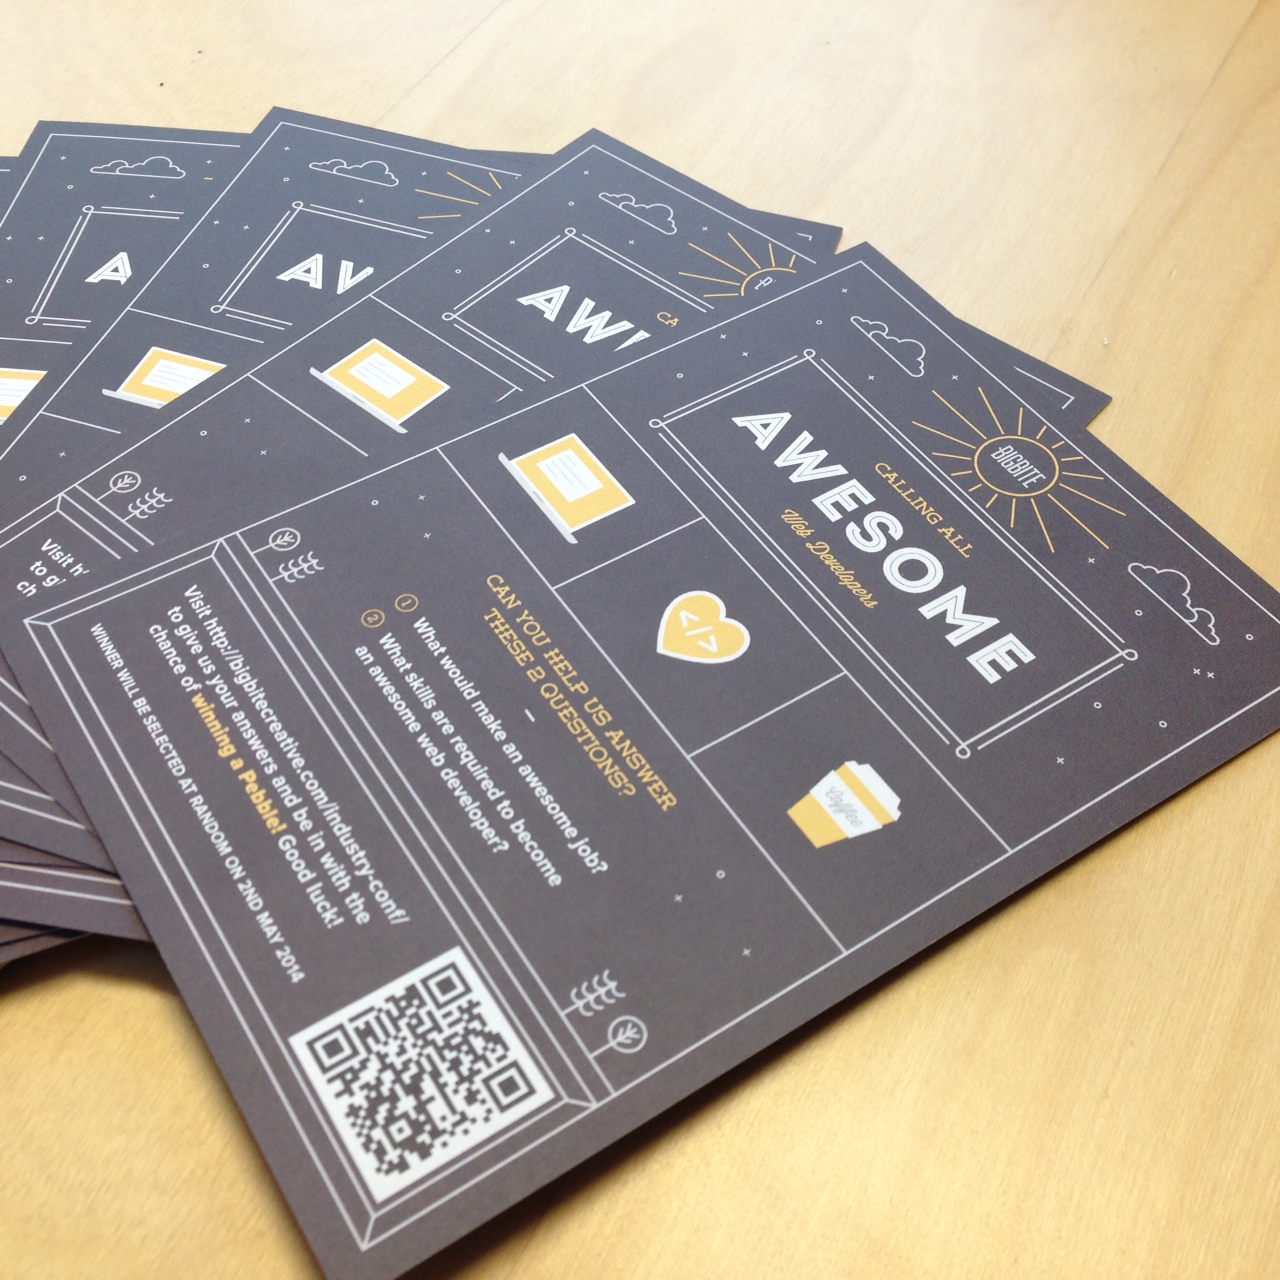 BIGBITE
CALLING ALL
AWESOME
Web Developers
</>
Coffee
CAN YOU HELP US ANSWER
THESE 2 QUESTIONS?
1 What would make an awesome job?
2 What skills are required to become
an awesome web developer?
Visit http://bigbitecreative.com/industry-conf/
to give us your answers and be in with the
chance of winning a Pebble! Good luck!
WINNER WILL BE SELECTED AT RANDOM ON 2ND MAY 2014
CA
AW
AV
A
Visit h
to gi
ch